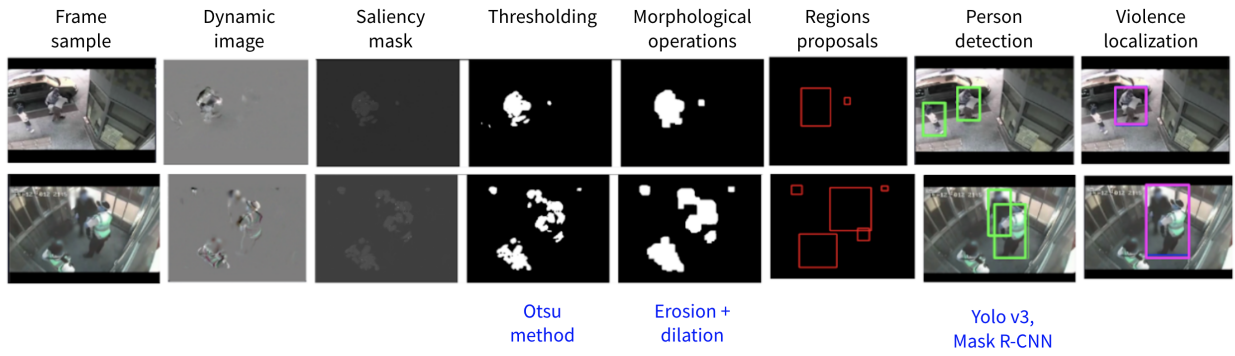 Frame
sample
Dynamic
image
Saliency
mask
Thresholding
Morphological
operations
Regions
proposals
Person
detection
Violence
localization
Otsu
method
Erosion +
dilation
Yolo v3,
Mask R-CNN